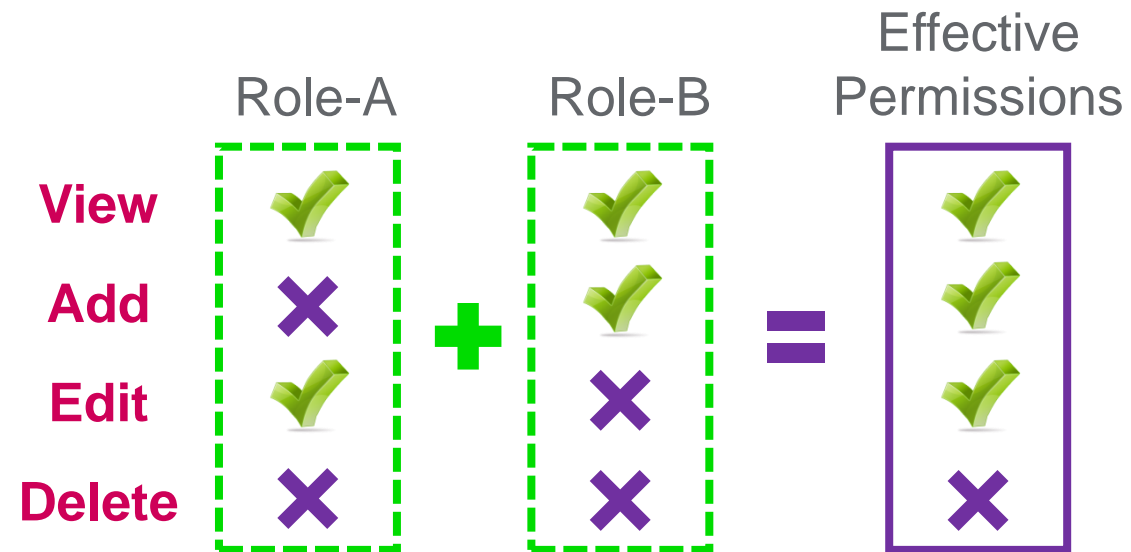 Effective
Permissions
Role-A
Role-B
View
Add
Edit
Delete